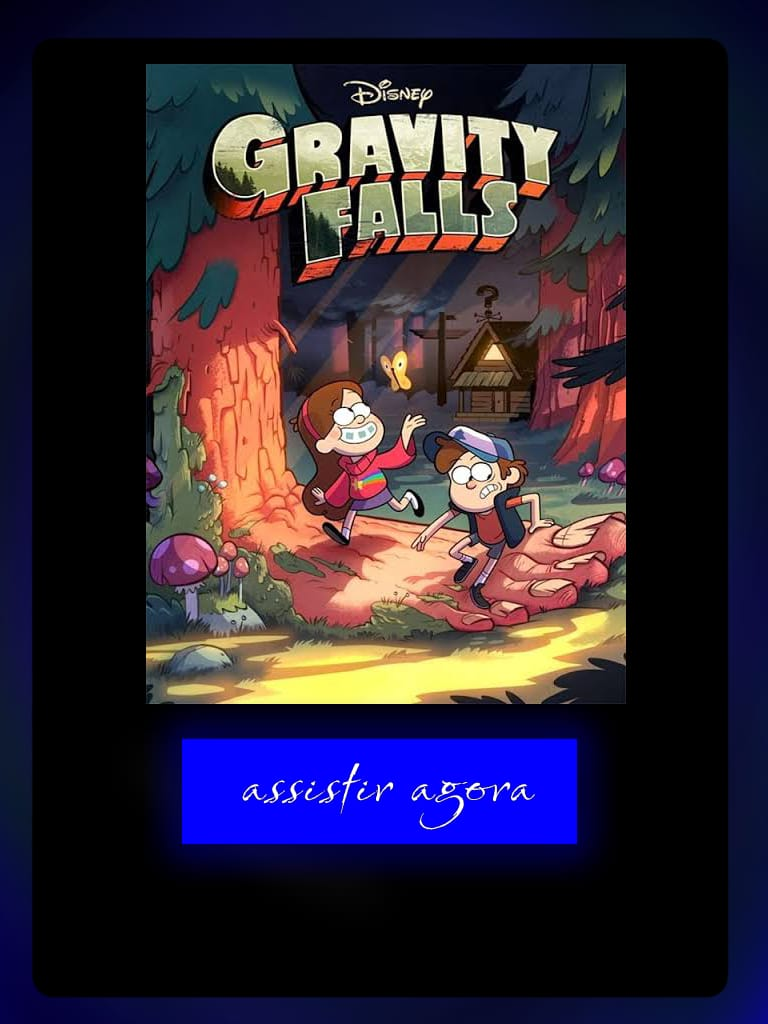 Disney
GRAVITY
FALLS
?
assistir agora